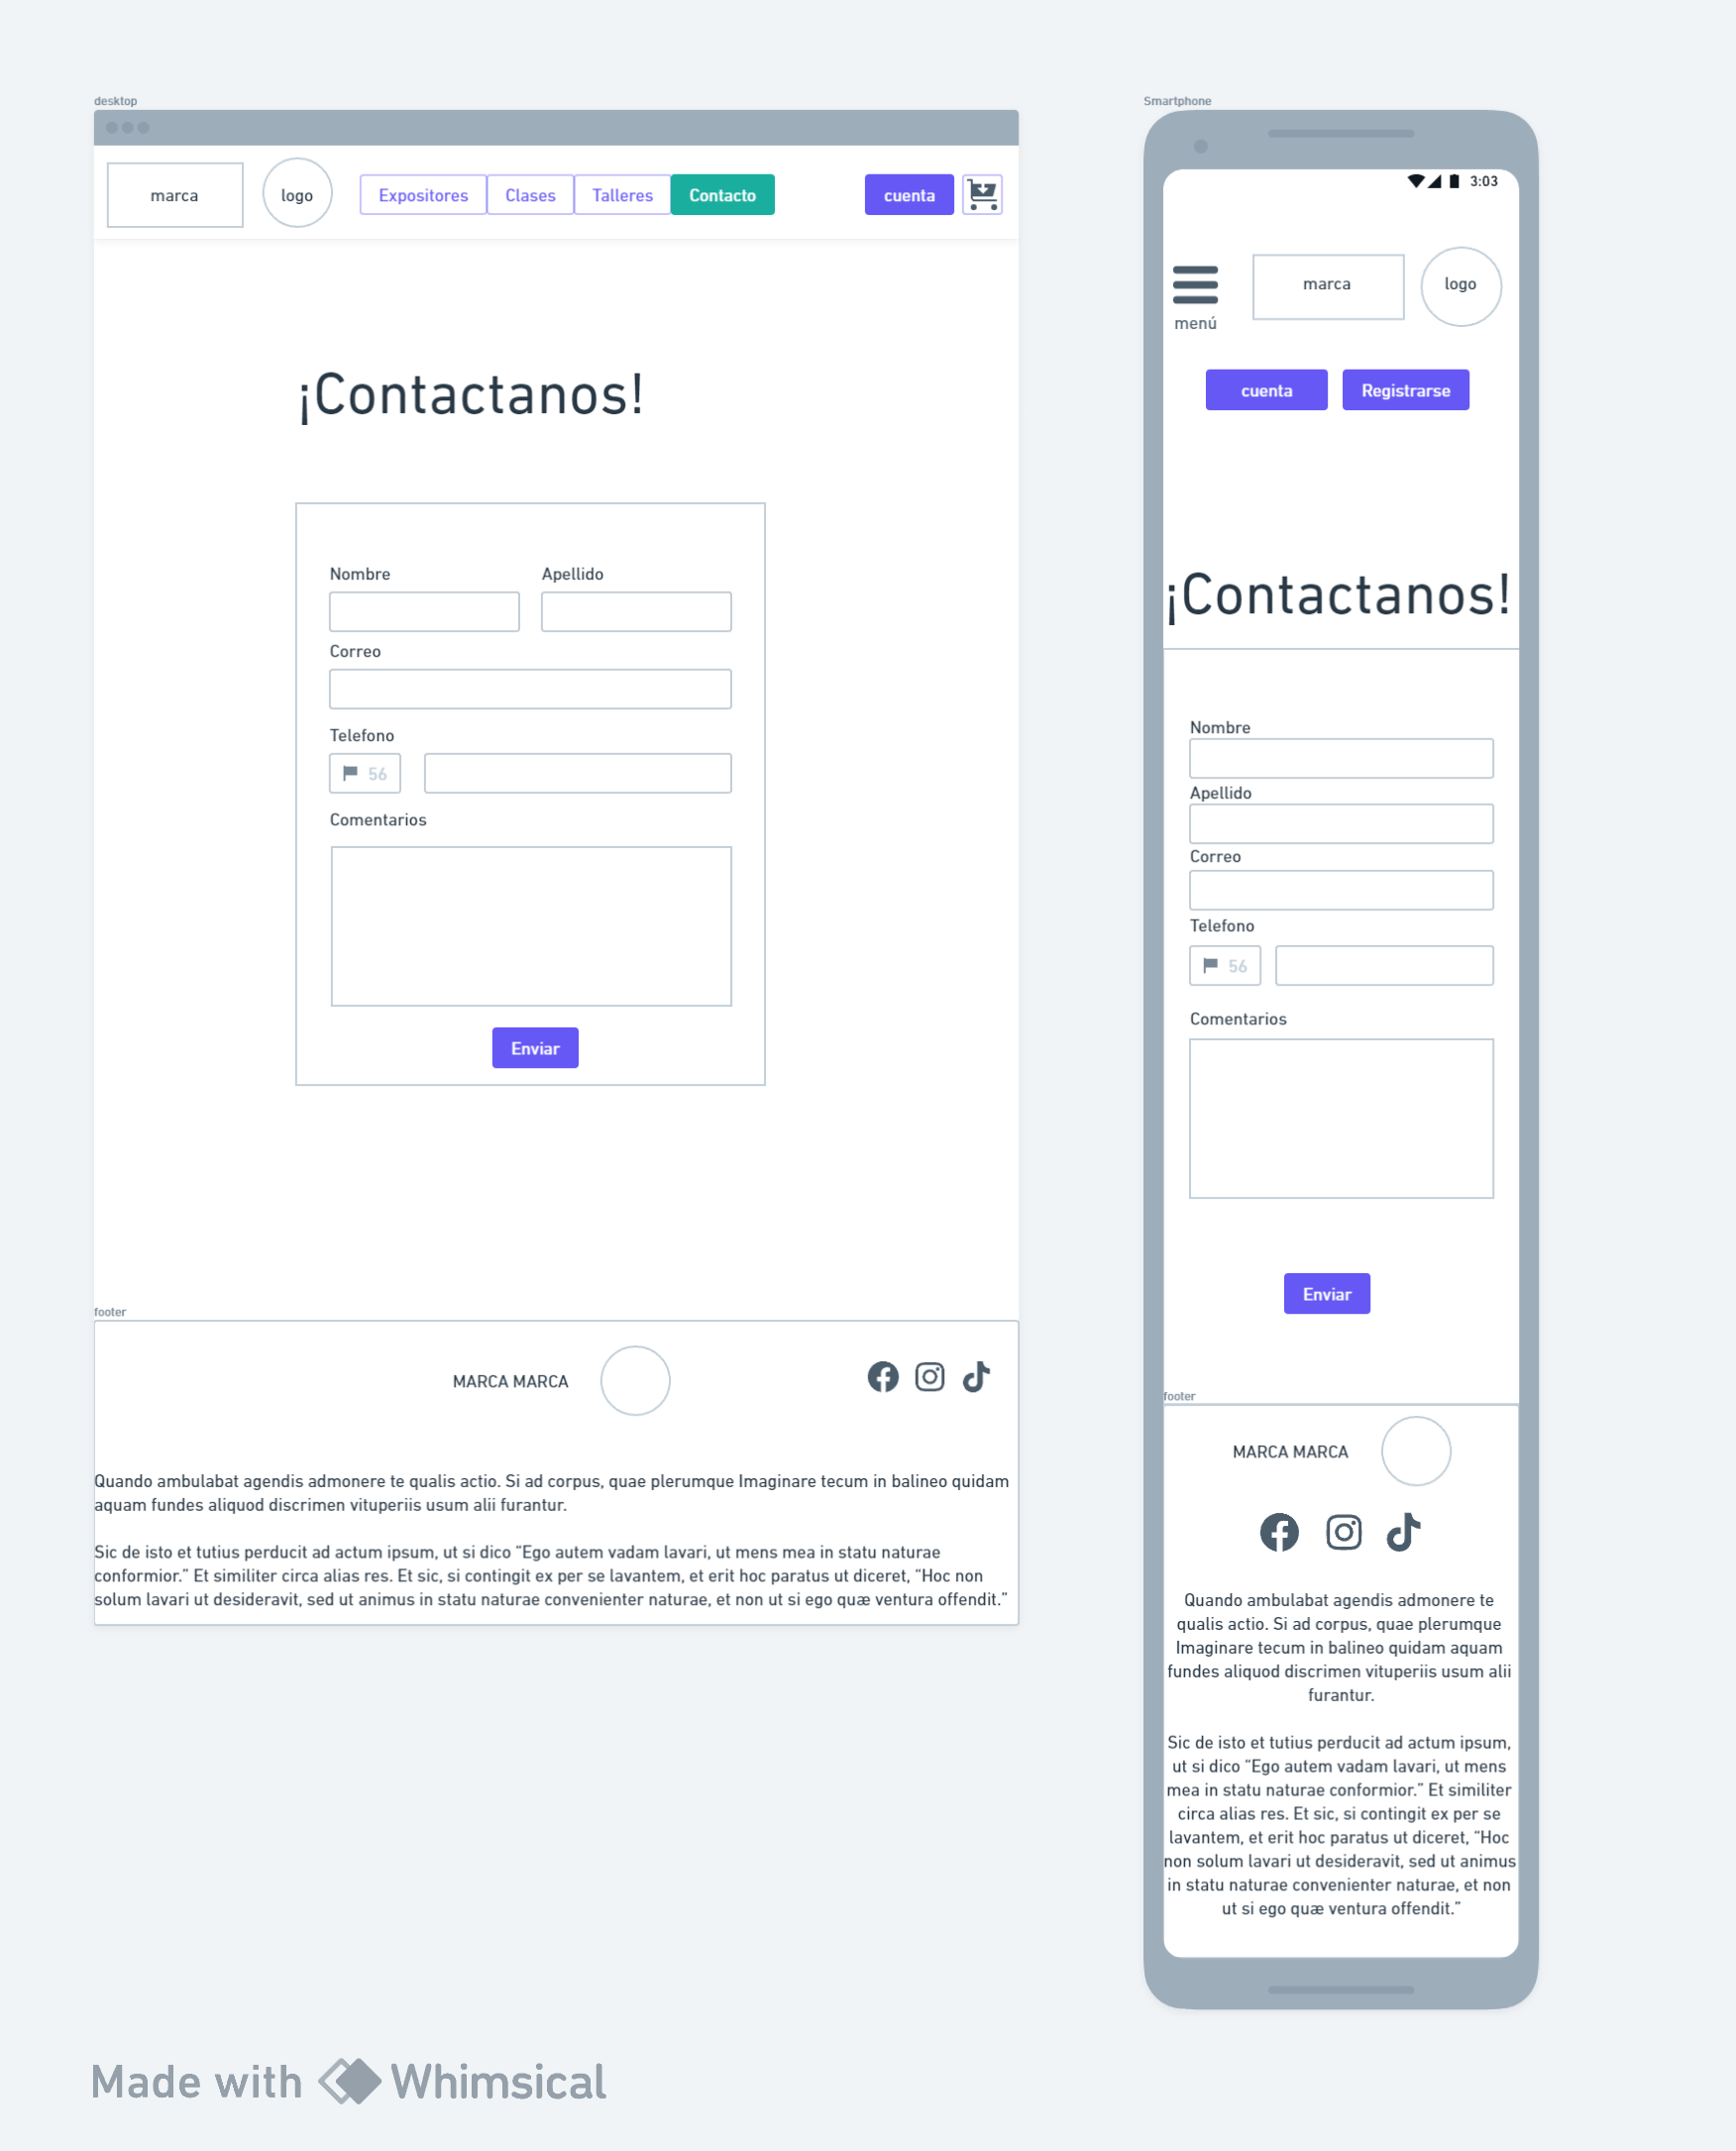 desktop
marca
logo
Expositores
Clases
Talleres
Contacto
cuenta
¡Contactanos!
Nombre
Apellido
Correo
Telefono
56
Comentarios
Enviar
footer
MARCA MARCA
Quando ambulabat agendis admonere te qualis actio. Si ad corpus, quae plerumque Imaginare tecum in balineo quidam
aquam fundes aliquod discrimen vituperiis usum alii furantur.
Sic de isto et tutius perducit ad actum ipsum, ut si dico “Ego autem vadam lavari, ut mens mea in statu naturae
conformior.” Et similiter circa alias res. Et sic, si contingit ex per se lavantem, et erit hoc paratus ut diceret, “Hoc non
solum lavari ut desideravit, sed ut animus in statu naturae convenienter naturae, et non ut si ego quæ ventura offendit.”
Smartphone
3:03
menú
marca
logo
cuenta
Registrarse
¡Contactanos!
Nombre
Apellido
Correo
Telefono
56
Comentarios
Enviar
footer
MARCA MARCA
Quando ambulabat agendis admonere te
qualis actio. Si ad corpus, quae plerumque
Imaginare tecum in balineo quidam aquam
fundes aliquod discrimen vituperiis usum alii
furantur.
Sic de isto et tutius perducit ad actum ipsum,
ut si dico “Ego autem vadam lavari, ut mens
mea in statu naturae conformior.” Et similiter
circa alias res. Et sic, si contingit ex per se
lavantem, et erit hoc paratus ut diceret, “Hoc
non solum lavari ut desideravit, sed ut animus
in statu naturae convenienter naturae, et non
ut si ego quæ ventura offendit.”
Made with Whimsical